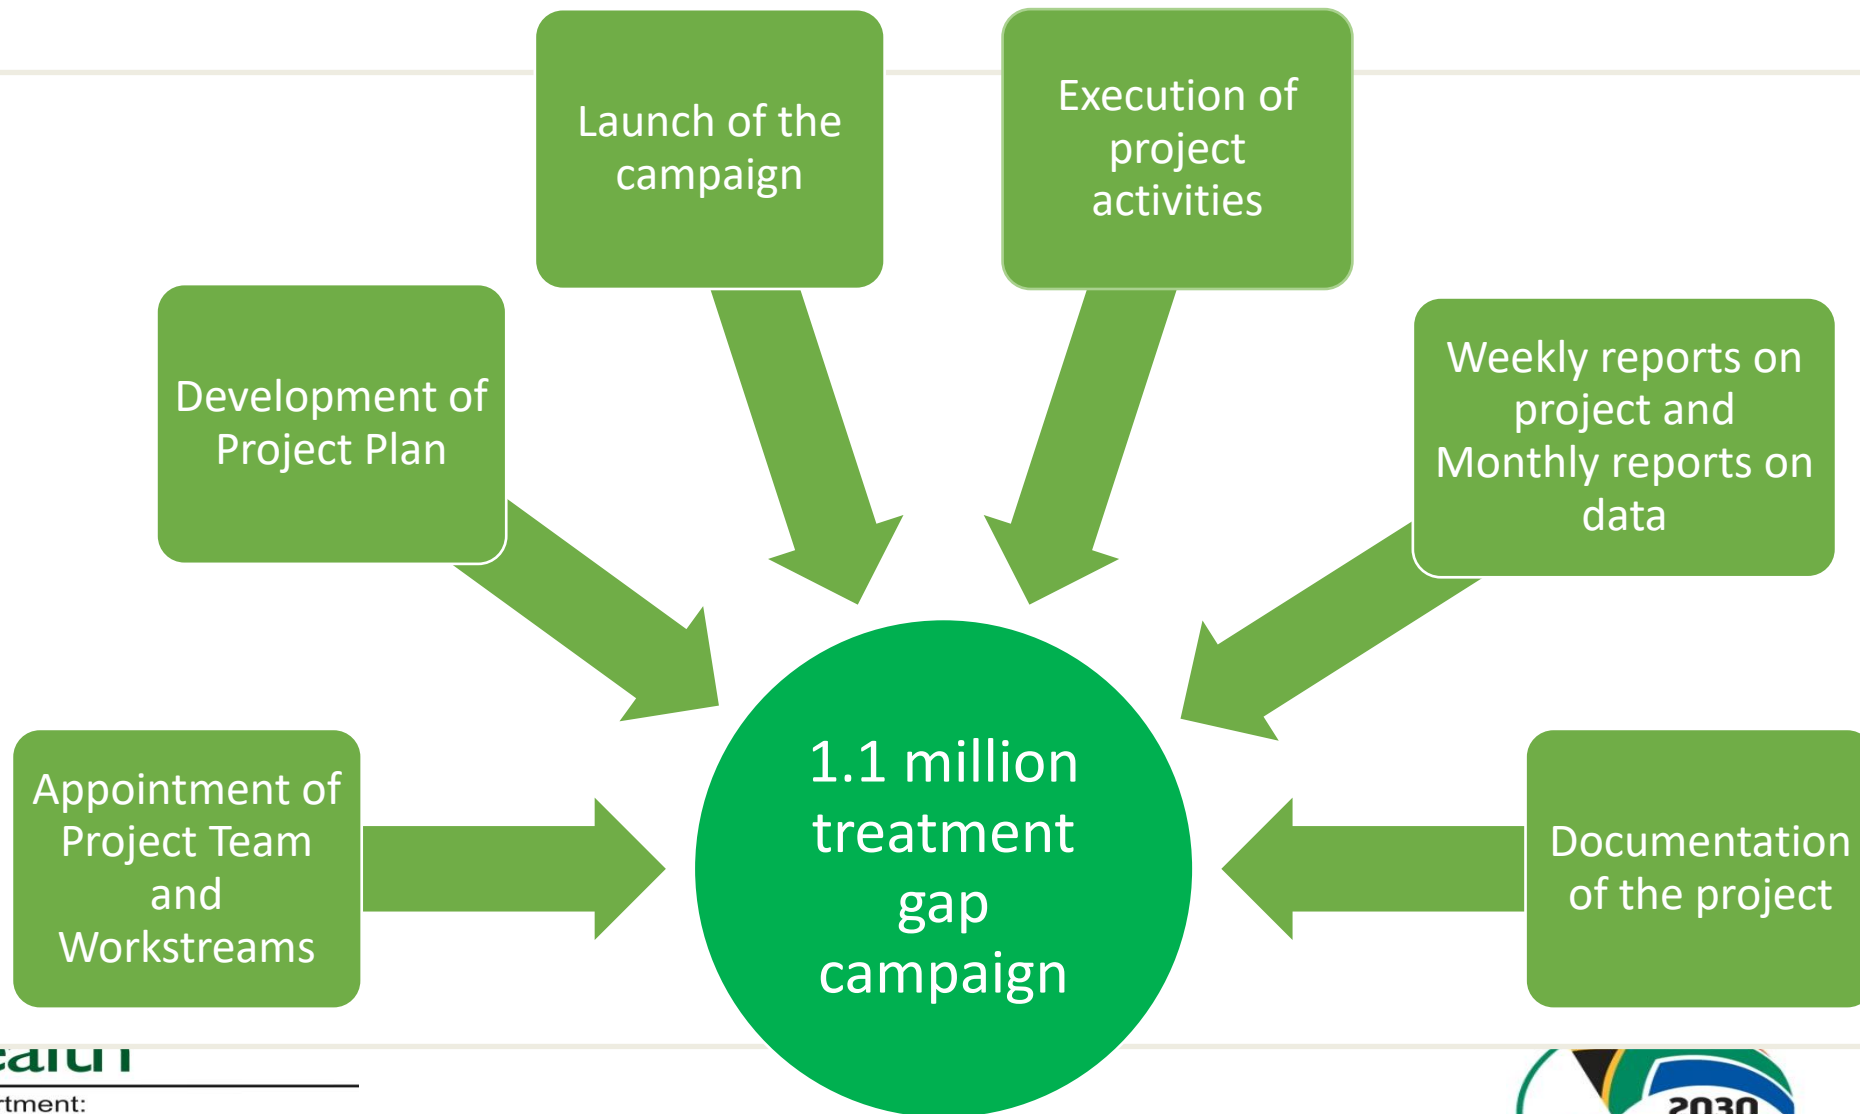 Launch of the
campaign
Execution of
project
activities
Development of
Project Plan
Weekly reports on
project and
Monthly reports on
data
Appointment of
Project Team
and
Workstreams
1.1 million
treatment
gap
campaign
Documentation
of the project
2030